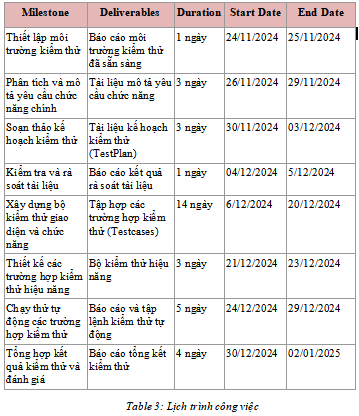 Milestone Deliverables Duration Start Date End Date
Thiết lập môi Báo cáo môi 1 ngày 24/11/2024 25/11/2024
trường kiểm thử trường kiểm thử
đã sẵn sàng
Phân tích và mô Tài liệu mô tả yêu 3 ngày 26/11/2024 29/11/2024
tả yêu cầu chức cầu chức năng
năng chính
Soạn thảo kế Tài liệu kế hoạch 3 ngày 30/11/2024 03/12/2024
hoạch kiểm thử kiểm thử
(TestPlan)
Kiểm tra và rà Báo cáo kết quả 1 ngày 04/12/2024 5/12/2024
soát tài liệu rà soát tài liệu
Xây dựng bộ Tập hợp các 14 ngày 6/12/2024 20/12/2024
kiểm thử giao trường hợp kiểm
diện và chức thử (Testcases)
năng
Thiết kế các Bộ kiểm thử hiệu 3 ngày 21/12/2024 23/12/2024
trường hợp kiểm năng
thử hiệu năng
Chạy thử tự Báo cáo và tập 5 ngày 24/12/2024 29/12/2024
động các trường lệnh kiểm thử tự
hợp kiểm thử động
Tổng hợp kết Báo cáo tổng kết 4 ngày 30/12/2024 02/01/2025
quả kiểm thử và kiểm thử
đánh giá
Table 3: Lịch trình công việc